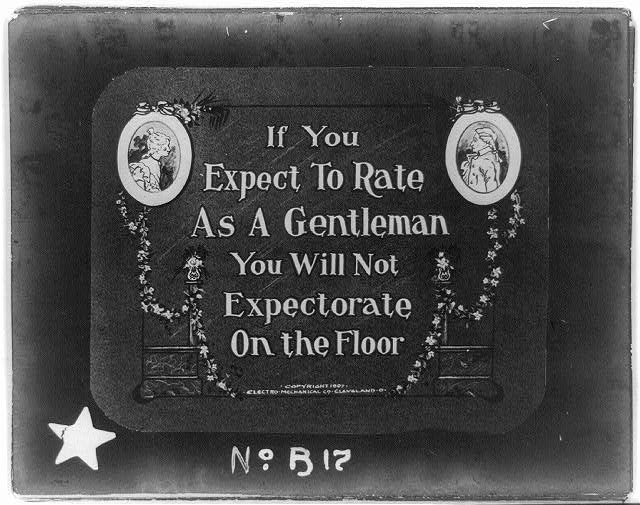 If You
Expect To Rate
As A Gentleman
You Will Not
Expectorate
On the Floor
· COPYRIGHT 1907 ·
ELECTRO · MECHANICAL CO · CLEVELAND · O ·
No B 17